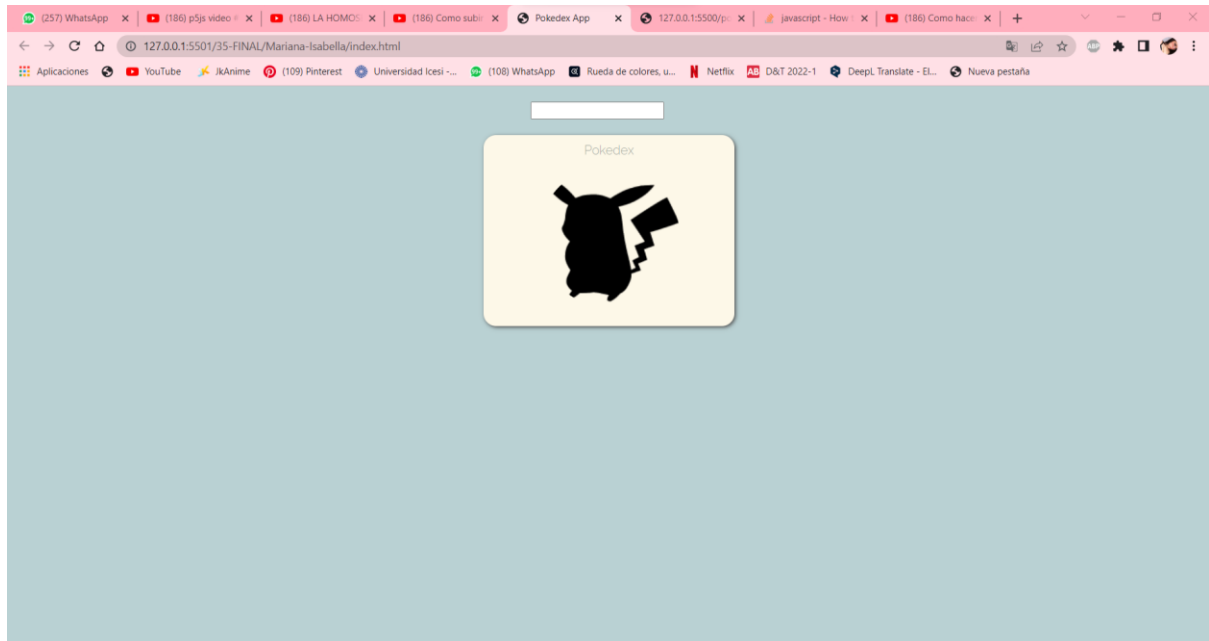 (257) WhatsApp (186) p5js video (186) LA HOMOS (186) Como subir Pokedex App 127.0.0.1:5500/po javascript - How (186) Como hacer
127.0.0.1:5501/35-FINAL/Mariana-Isabella/index.html
Aplicaciones YouTube JkAnime (109) Pinterest Universidad Icesi -... (108) WhatsApp Rueda de colores, u... Netflix D&T 2022-1 DeepL Translate - El... Nueva pestaña
Pokedex